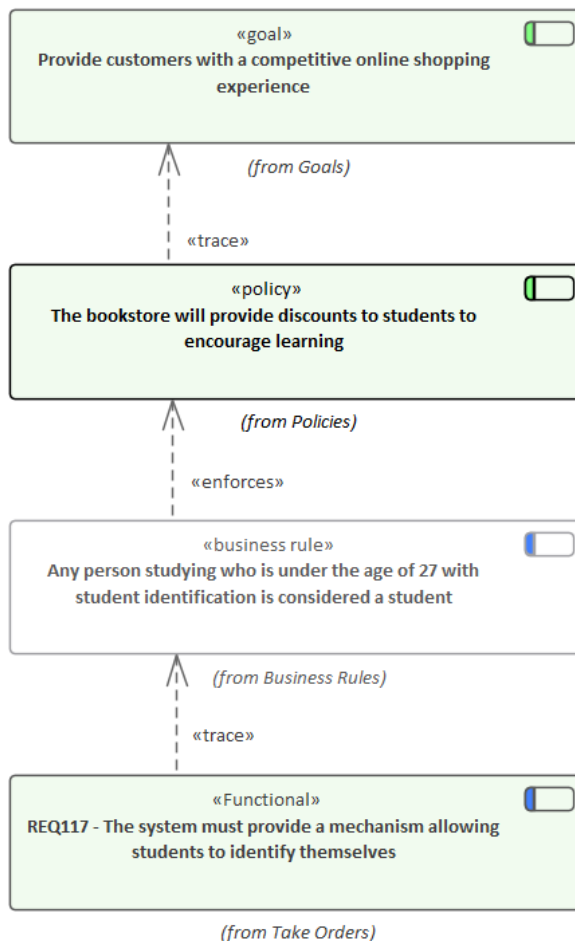 «goal»
Provide customers with a competitive online shopping
experience
(from Goals)
«trace»
«policy»
The bookstore will provide discounts to students to
encourage learning
(from Policies)
«enforces»
«business rule»
Any person studying who is under the age of 27 with
student identification is considered a student
(from Business Rules)
«trace»
«Functional»
REQ117 - The system must provide a mechanism allowing
students to identify themselves
(from Take Orders)